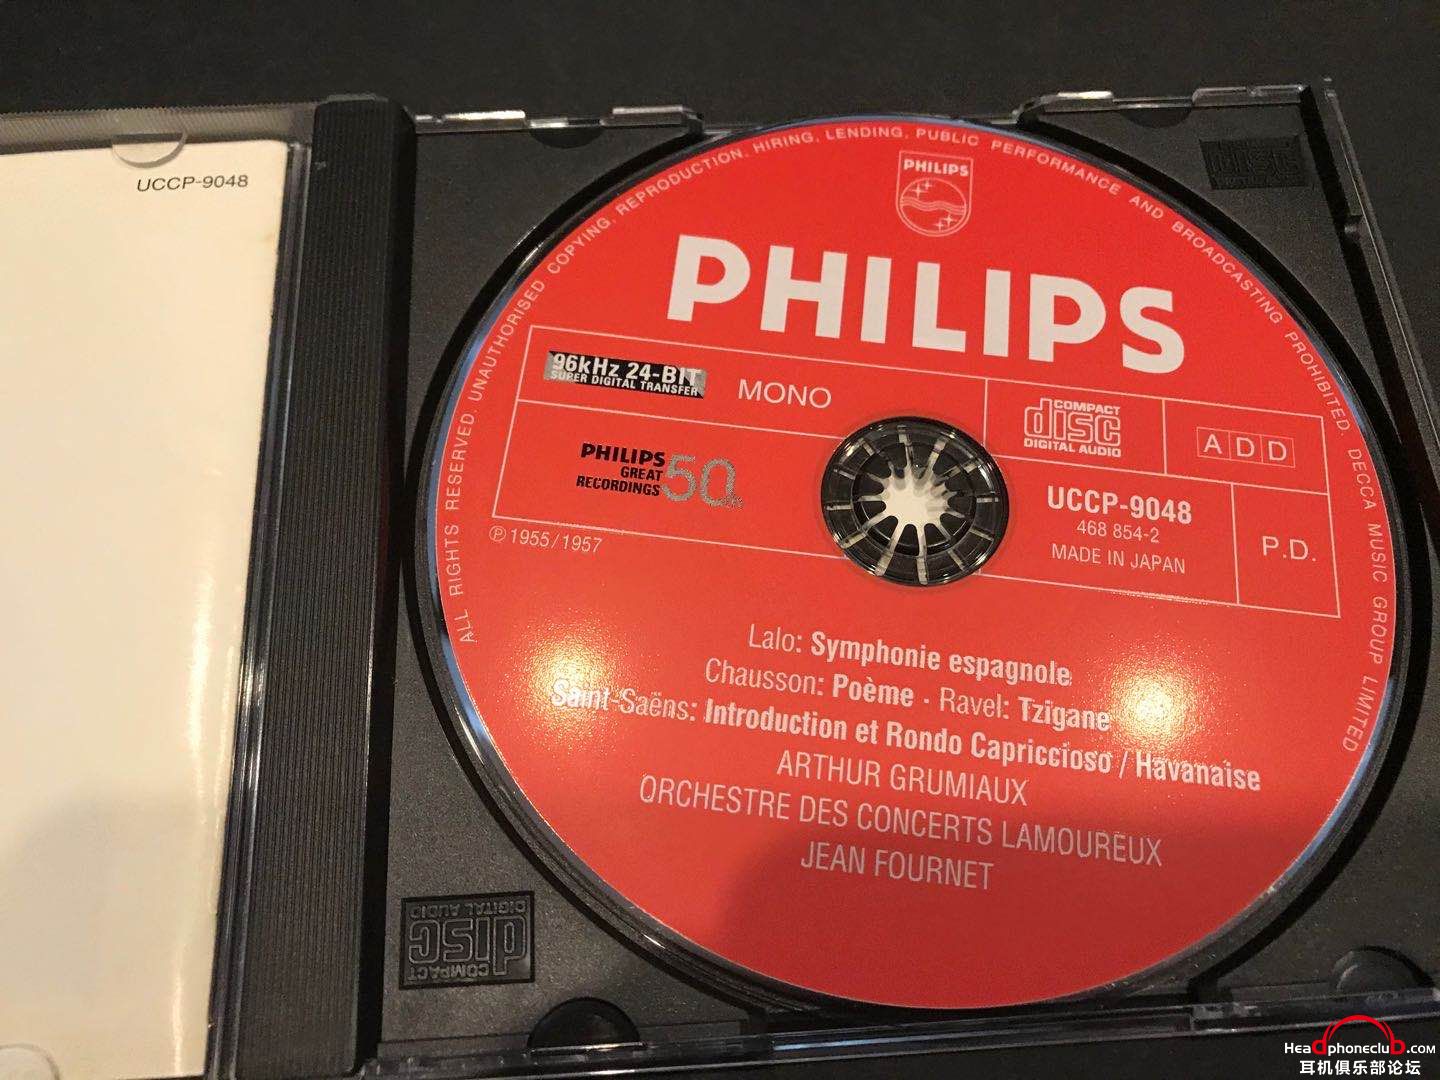 UCCP-9048
ALL RIGHTS RESERVED. UNAUTHORISED COPYING, REPRODUCTION, HIRING, LENDING, PUBLIC PERFORMANCE AND BROADCASTING PROHIBITED. DECCA MUSIC GROUP LIMITED
PHILIPS
PHILIPS
96kHz 24-BIT
SUPER DIGITAL TRANSFER
MONO
COMPACT
disc
DIGITAL AUDIO
ADD
PHILIPS
GREAT
RECORDINGS
50th
UCCP-9048
468 854-2
MADE IN JAPAN
P.D.
℗ 1955/1957
Lalo: Symphonie espagnole
Chausson: Poème · Ravel: Tzigane
Saint-Saëns: Introduction et Rondo Capriccioso / Havanaise
ARTHUR GRUMIAUX
ORCHESTRE DES CONCERTS LAMOUREUX
JEAN FOURNET
COMPACT
disc
DIGITAL AUDIO
disc
Headphoneclub.com
耳机俱乐部论坛